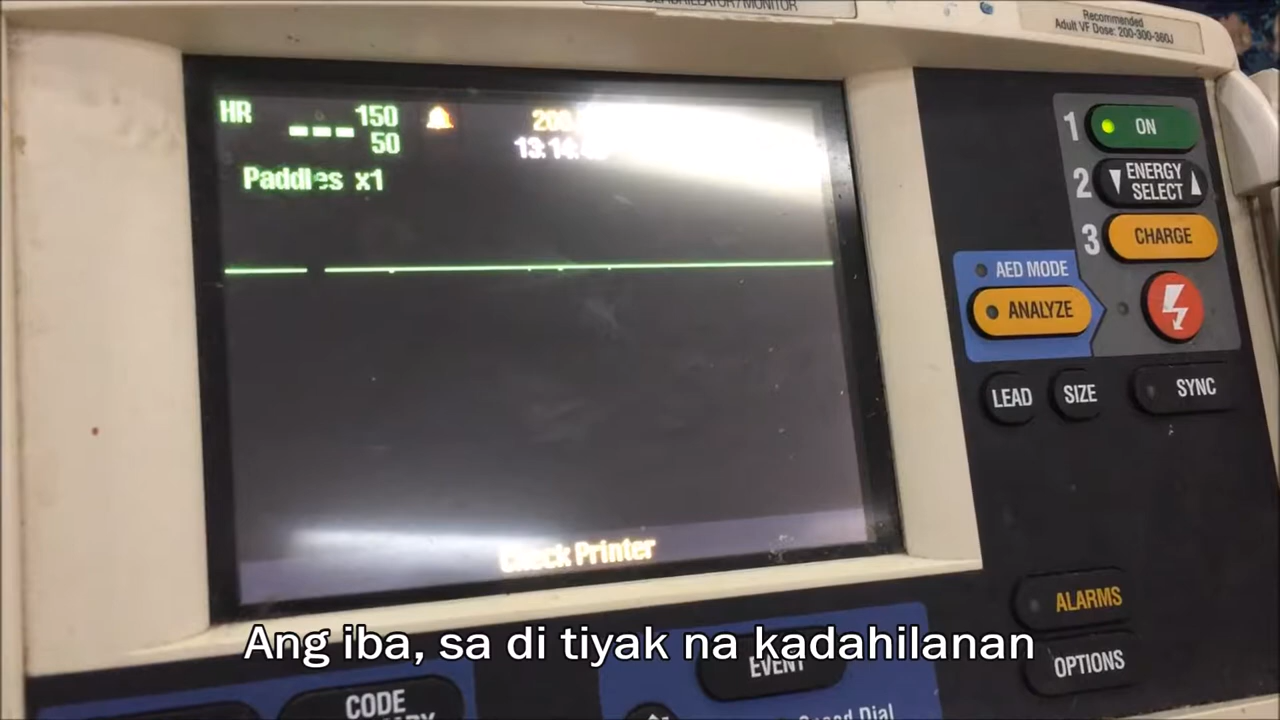 Recommended
Adult VF Dose: 200-300-360J
HR
150
50
Paddles x1
1 ON
2 ENERGY
SELECT
3 CHARGE
AED MODE
ANALYZE
LEAD
SIZE
SYNC
Check Printer
ALARMS
OPTIONS
EVENT
CODE
Speed Dial
Ang iba, sa di tiyak na kadahilanan